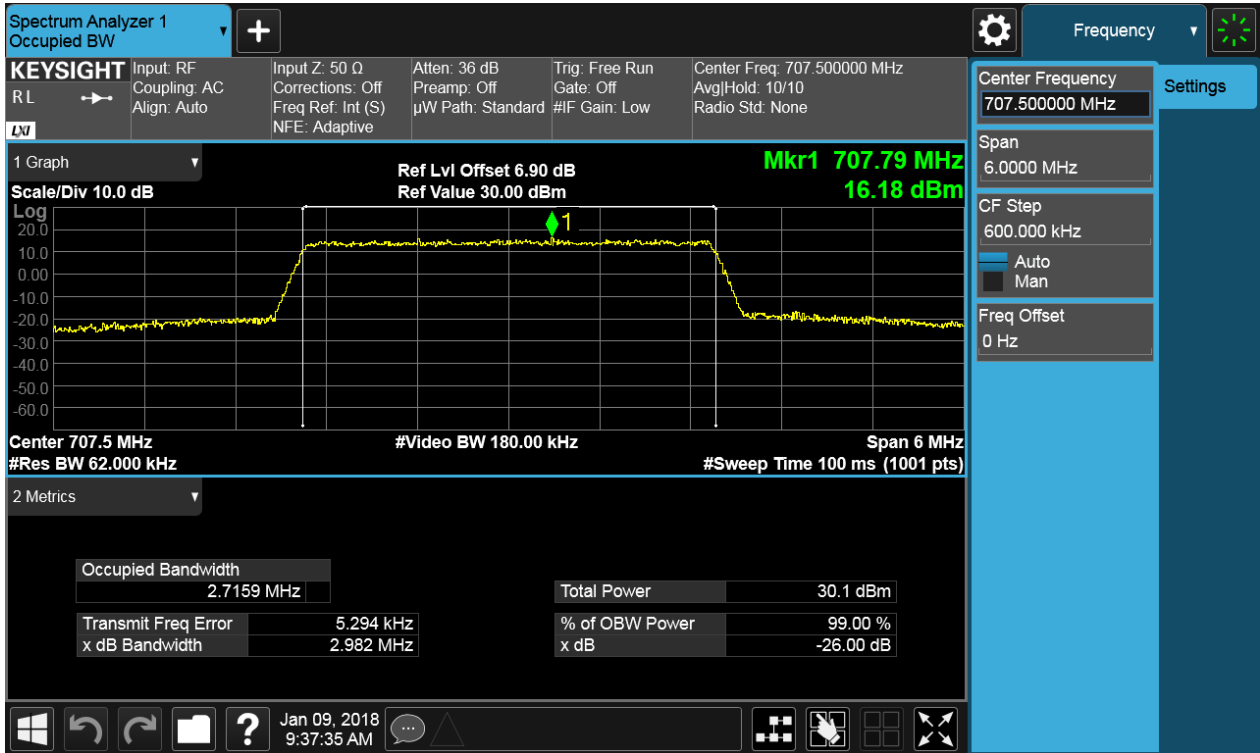 Spectrum Analyzer 1
Occupied BW
Frequency
KEYSIGHT
RL
LXI
Input: RF
Coupling: AC
Align: Auto
Input Z: 50 Ω
Corrections: Off
Freq Ref: Int (S)
NFE: Adaptive
Atten: 36 dB
Preamp: Off
µW Path: Standard
Trig: Free Run
Gate: Off
#IF Gain: Low
Center Freq: 707.500000 MHz
Avg|Hold: 10/10
Radio Std: None
Center Frequency
707.500000 MHz
Settings
Span
6.0000 MHz
CF Step
600.000 kHz
Auto
Man
Freq Offset
0 Hz
1 Graph
Scale/Div 10.0 dB
Ref Lvl Offset 6.90 dB
Ref Value 30.00 dBm
Mkr1 707.79 MHz
16.18 dBm
Log
20.0
10.0
0.00
-10.0
-20.0
-30.0
-40.0
-50.0
-60.0
1
Center 707.5 MHz
#Video BW 180.00 kHz
Span 6 MHz
#Res BW 62.000 kHz
#Sweep Time 100 ms (1001 pts)
2 Metrics
Occupied Bandwidth
2.7159 MHz
Total Power 30.1 dBm
Transmit Freq Error 5.294 kHz
% of OBW Power 99.00 %
x dB Bandwidth 2.982 MHz
x dB -26.00 dB
?
Jan 09, 2018
9:37:35 AM